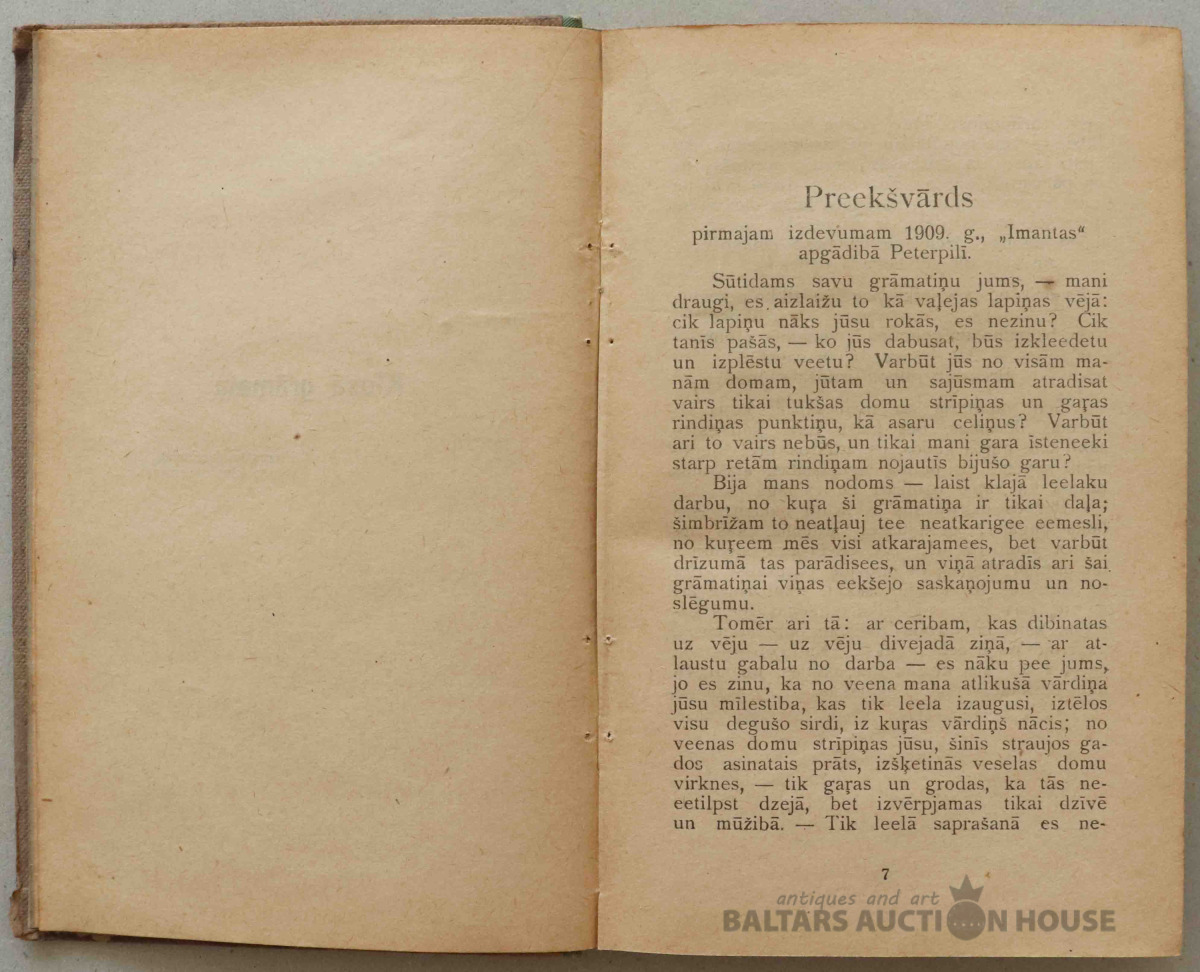 Preekšvārds
pirmajam izdevumam 1909. g., „Imantas“
apgādibā Peterpilī.
Sūtidams savu grāmatiņu jums, — mani
draugi, es aizlaižu to kā vaļejas lapiņas vējā:
cik lapiņu nāks jūsu rokās, es nezinu? Cik
tanīs pašās, — ko jūs dabusat, būs izkleedetu
un izplēstu veetu? Varbūt jūs no visām ma-
nām domam, jūtam un sajūsmam atradisat
vairs tikai tukšas domu strīpiņas un gaŗas
rindiņas punktiņu, kā asaru celiņus? Varbūt
ari to vairs nebūs, un tikai mani gara īsteneeki
starp retām rindiņam nojautīs bijušo garu?
Bija mans nodoms — laist klajā leelaku
darbu, no kuŗa ši grāmatiņa ir tikai daļa;
šimbrīžam to neatļauj tee neatkarigee eemesli,
no kuŗeem mēs visi atkarajamees, bet varbūt
drīzumā tas parādisees, un viņā atradīs ari šai
grāmatiņai viņas eekšejo saskaņojumu un no-
slēgumu.
Tomēr ari tā: ar ceribam, kas dibinatas
uz vēju — uz vēju divejadā ziņā, — ar at-
laustu gabalu no darba — es nāku pee jums,
jo es zinu, ka no veena mana atlikušā vārdiņa
jūsu mīlestiba, kas tik leela izaugusi, iztēlos
visu degušo sirdi, iz kuŗas vārdiņš nācis; no
veenas domu strīpiņas jūsu, šinīs stŗaujos ga-
dos asinatais prāts, izšķetinās veselas domu
virknes, — tik gaŗas un grodas, ka tās ne-
eetilpst dzejā, bet izvērpjamas tikai dzīvē
un mūžibā. — Tik leelā saprašanā es ne-
7
antiques and art
BALTARS AUCTION HOUSE